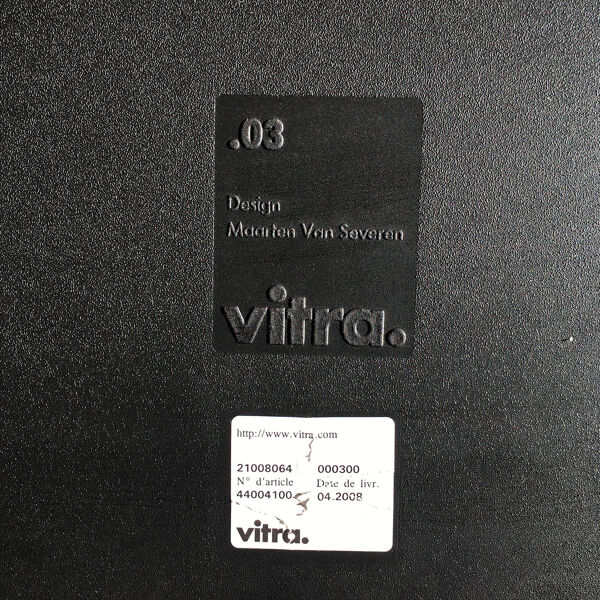 .03
Design
Maarten Van Severen
vitra.
http://www.vitra.com
21008064 000300
N° d'article Date de livr.
44004100 04.2008
vitra.